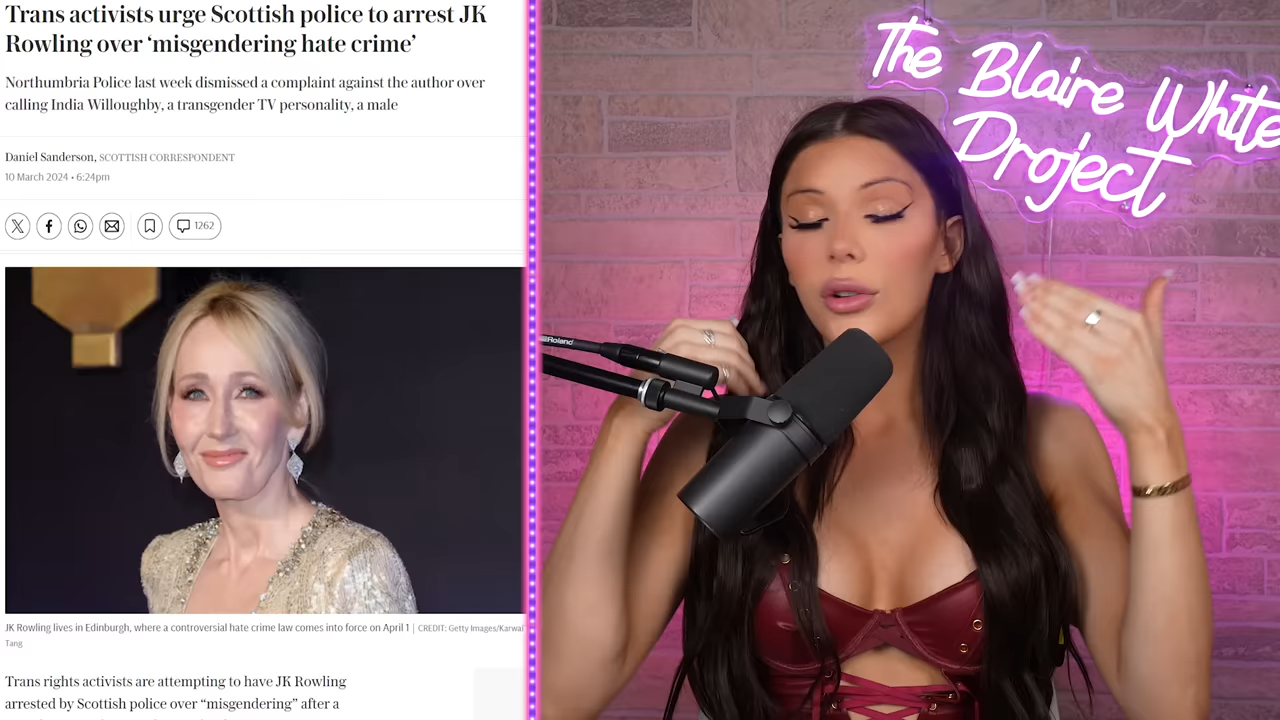 Trans activists urge Scottish police to arrest JK
Rowling over ‘misgendering hate crime’
Northumbria Police last week dismissed a complaint against the author over
calling India Willoughby, a transgender TV personality, a male
Daniel Sanderson, SCOTTISH CORRESPONDENT
10 March 2024 • 6:24pm
1262
JK Rowling lives in Edinburgh, where a controversial hate crime law comes into force on April 1 | CREDIT: Getty Images/Karwai
Tang
Trans rights activists are attempting to have JK Rowling
arrested by Scottish police over “misgendering” after a
The Blaire White
Project
Roland